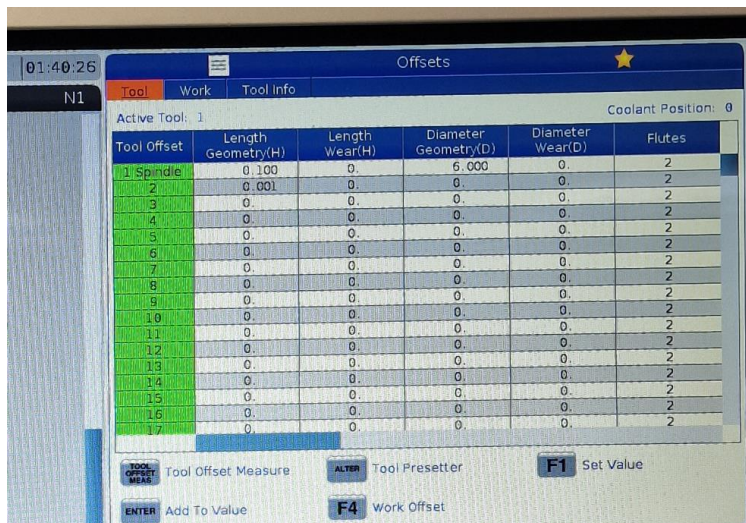 01:40:26
Offsets
N1
Tool Work Tool Info
Active Tool: 1
Coolant Position: 0
Tool Offset Length Geometry(H) Length Wear(H) Diameter Geometry(D) Diameter Wear(D) Flutes
1 Spindle 0.100 0. 6.000 0. 2
2 0.001 0. 0. 0. 2
3 0. 0. 0. 0. 2
4 0. 0. 0. 0. 2
5 0. 0. 0. 0. 2
6 0. 0. 0. 0. 2
7 0. 0. 0. 0. 2
8 0. 0. 0. 0. 2
9 0. 0. 0. 0. 2
10 0. 0. 0. 0. 2
11 0. 0. 0. 0. 2
12 0. 0. 0. 0. 2
13 0. 0. 0. 0. 2
14 0. 0. 0. 0. 2
15 0. 0. 0. 0. 2
16 0. 0. 0. 0. 2
17 0. 0. 0. 0. 2
TOOL OFFSET MEAS Tool Offset Measure ALTER Tool Presetter F1 Set Value
ENTER Add To Value F4 Work Offset